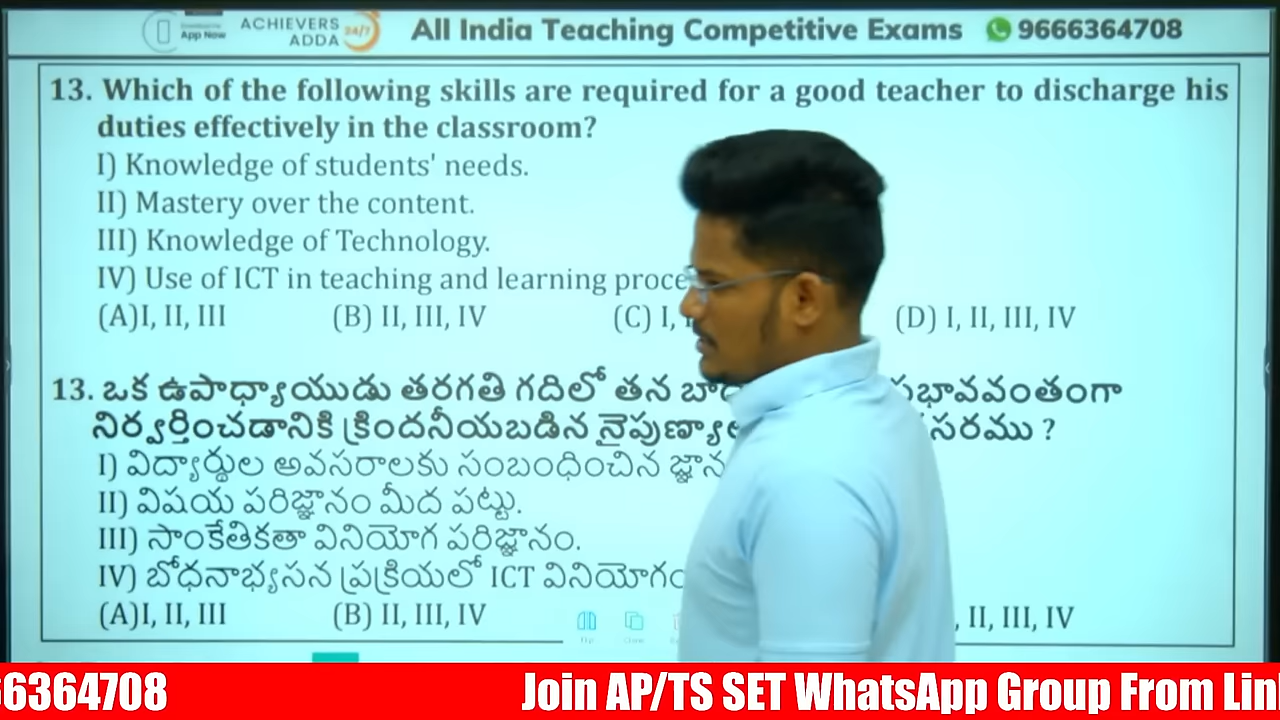 App Now
ACHIEVERS
ADDA 24/7
All India Teaching Competitive Exams 9666364708
13. Which of the following skills are required for a good teacher to discharge his
duties effectively in the classroom?
I) Knowledge of students' needs.
II) Mastery over the content.
III) Knowledge of Technology.
IV) Use of ICT in teaching and learning
(A)I, II, III (B) II, III, IV (C) I, (D) I, II, III, IV
13. ఒక ఉపాధ్యాయుడు తరగతి గదిలో తన
నిర్వర్తించడానికి క్రిందనీయబడిన
I) విద్యార్థుల అవసరాలకు సంబంధించిన
II) విషయ పరిజ్ఞానం మీద పట్టు.
III) సాంకేతికతా వినియోగ పరిజ్ఞానం.
IV) బోధనాభ్యసన ప్రక్రియలో ICT
(A)I, II, III (B) II, III, IV , II, III, IV
66364708 Join AP/TS SET WhatsApp Group From